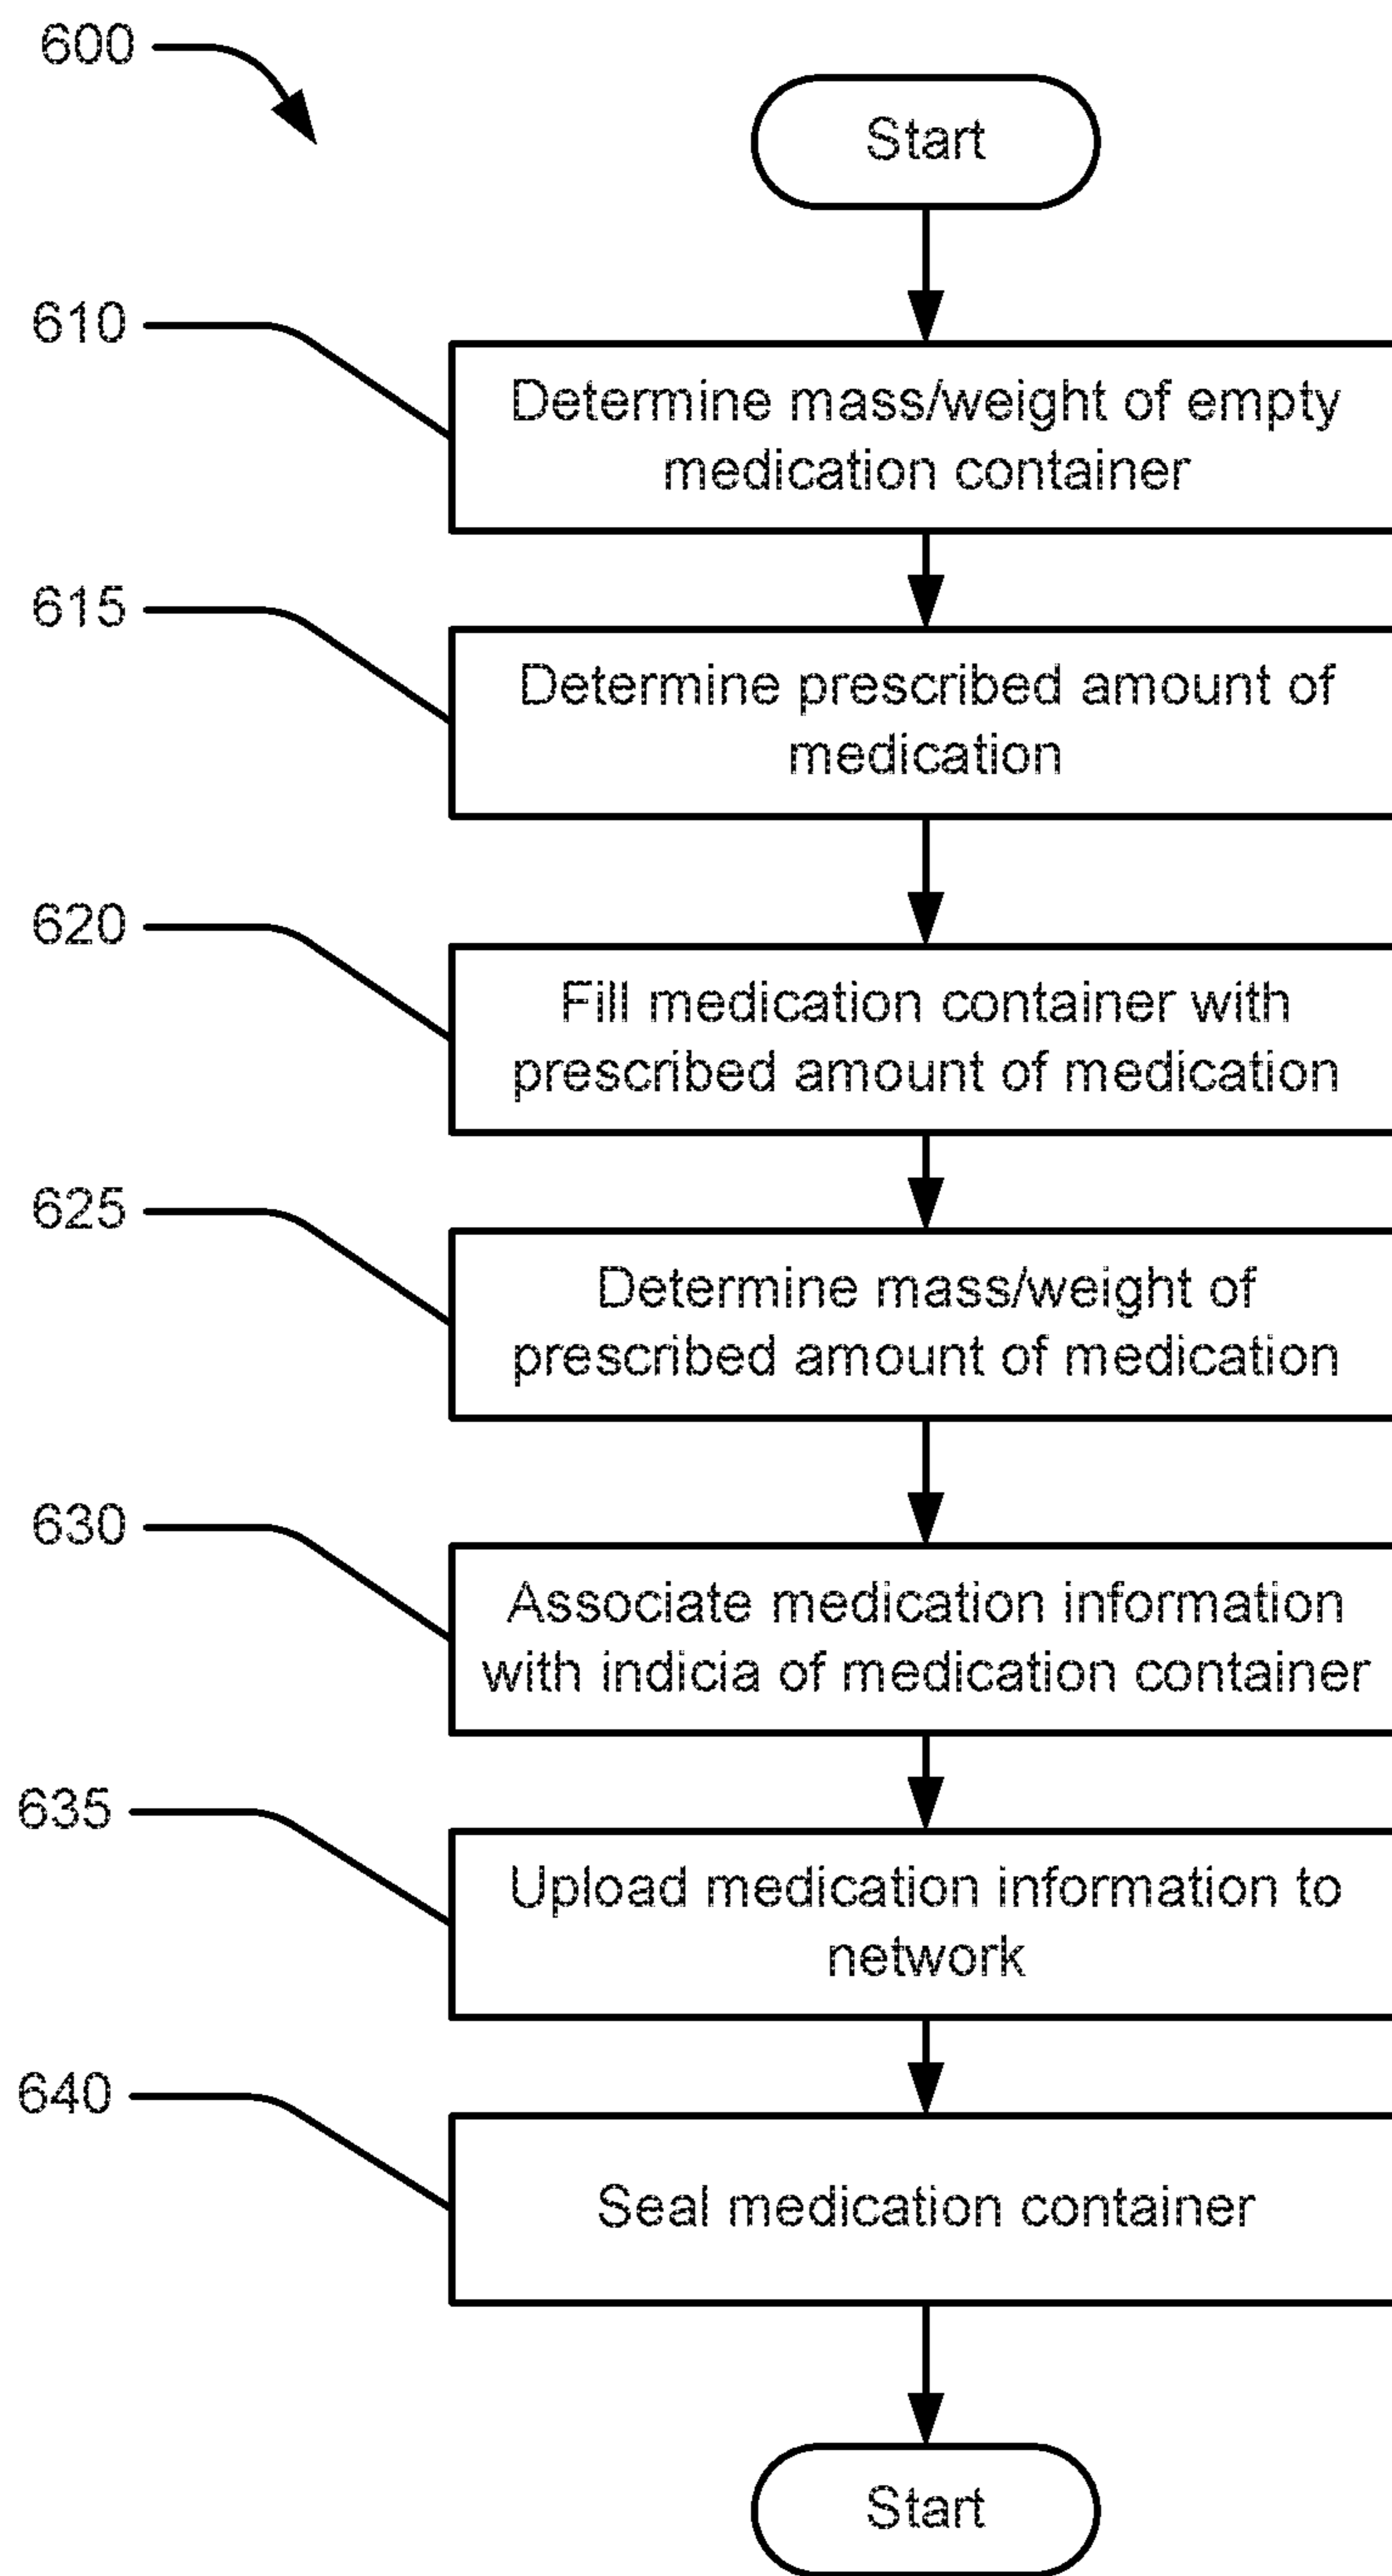 600
Start
610
Determine mass/weight of empty
medication container
615
Determine prescribed amount of
medication
620
Fill medication container with
prescribed amount of medication
625
Determine mass/weight of
prescribed amount of medication
630
Associate medication information
with indicia of medication container
635
Upload medication information to
network
640
Seal medication container
Start